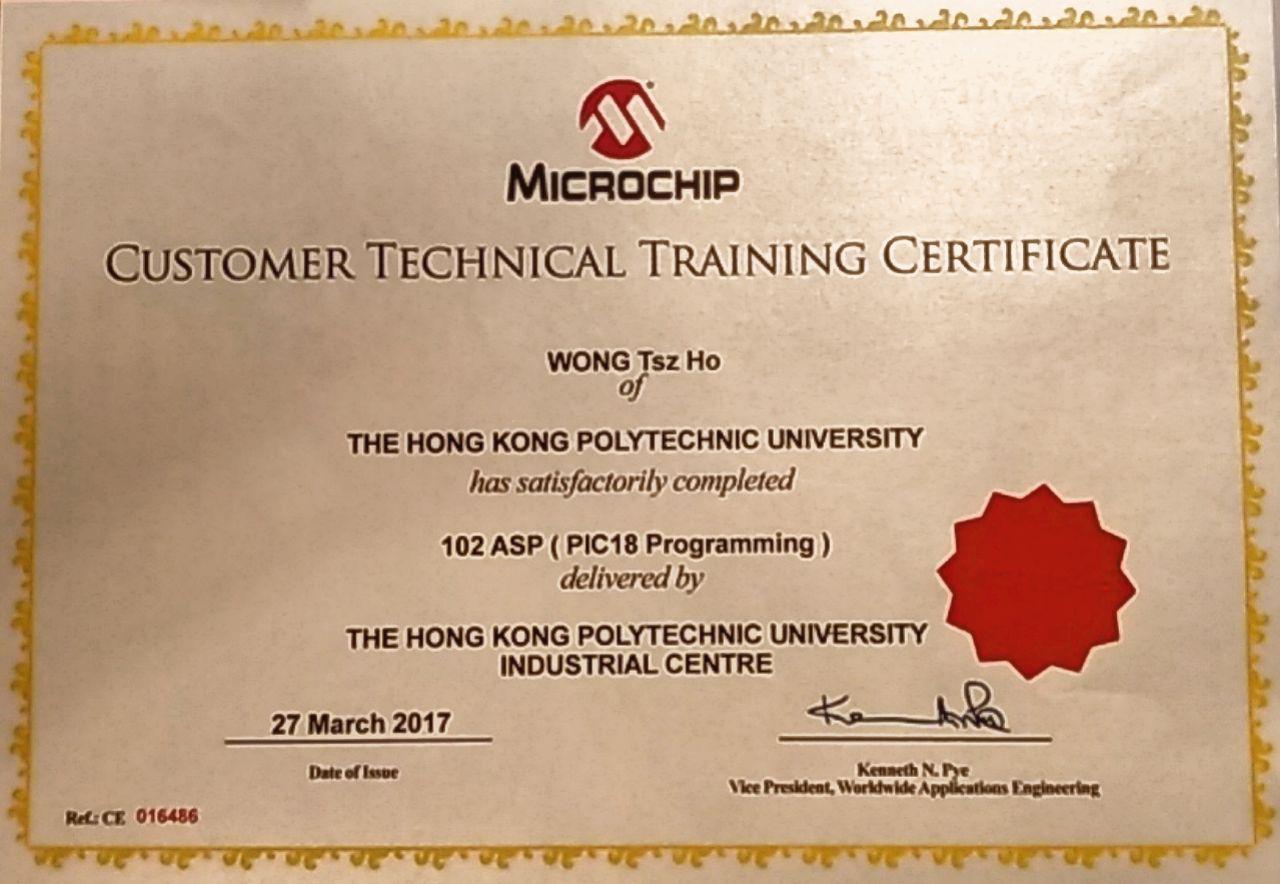 MICROCHIP
CUSTOMER TECHNICAL TRAINING CERTIFICATE
WONG Tsz Ho
of
THE HONG KONG POLYTECHNIC UNIVERSITY
has satisfactorily completed
102 ASP ( PIC18 Programming )
delivered by
THE HONG KONG POLYTECHNIC UNIVERSITY
INDUSTRIAL CENTRE
27 March 2017
Date of Issue
Kenneth N. Pye
Vice President, Worldwide Applications Engineering
Ref.: CE 016486